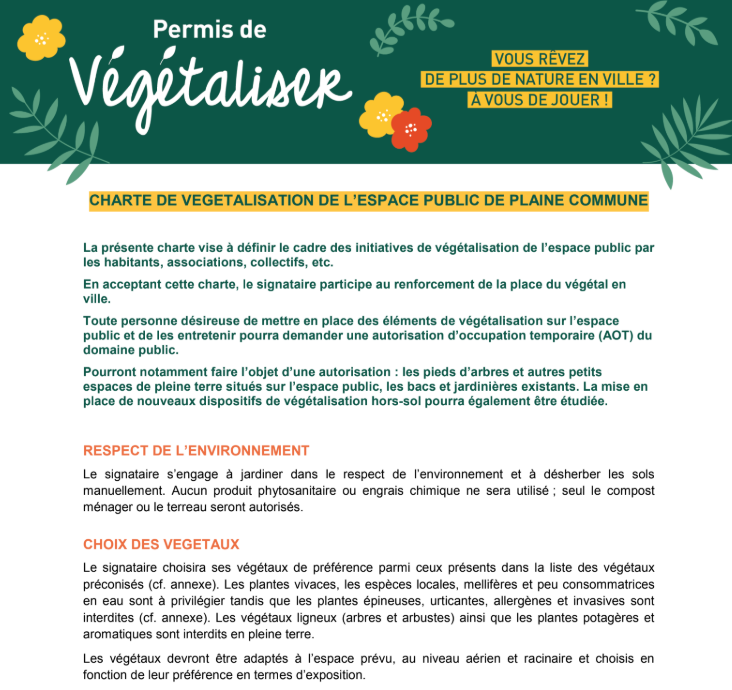 Permis de
Végétaliser
VOUS RÊVEZ
DE PLUS DE NATURE EN VILLE ?
À VOUS DE JOUER !
CHARTE DE VEGETALISATION DE L'ESPACE PUBLIC DE PLAINE COMMUNE
La présente charte vise à définir le cadre des initiatives de végétalisation de l'espace public par
les habitants, associations, collectifs, etc.
En acceptant cette charte, le signataire participe au renforcement de la place du végétal en
ville.
Toute personne désireuse de mettre en place des éléments de végétalisation sur l'espace
public et de les entretenir pourra demander une autorisation d'occupation temporaire (AOT) du
domaine public.
Pourront notamment faire l'objet d'une autorisation : les pieds d'arbres et autres petits
espaces de pleine terre situés sur l'espace public, les bacs et jardinières existants. La mise en
place de nouveaux dispositifs de végétalisation hors-sol pourra également être étudiée.
RESPECT DE L'ENVIRONNEMENT
Le signataire s'engage à jardiner dans le respect de l'environnement et à désherber les sols
manuellement. Aucun produit phytosanitaire ou engrais chimique ne sera utilisé ; seul le compost
ménager ou le terreau seront autorisés.
CHOIX DES VEGETAUX
Le signataire choisira ses végétaux de préférence parmi ceux présents dans la liste des végétaux
préconisés (cf. annexe). Les plantes vivaces, les espèces locales, mellifères et peu consommatrices
en eau sont à privilégier tandis que les plantes épineuses, urticantes, allergènes et invasives sont
interdites (cf. annexe). Les végétaux ligneux (arbres et arbustes) ainsi que les plantes potagères et
aromatiques sont interdits en pleine terre.
Les végétaux devront être adaptés à l'espace prévu, au niveau aérien et racinaire et choisis en
fonction de leur préférence en termes d'exposition.